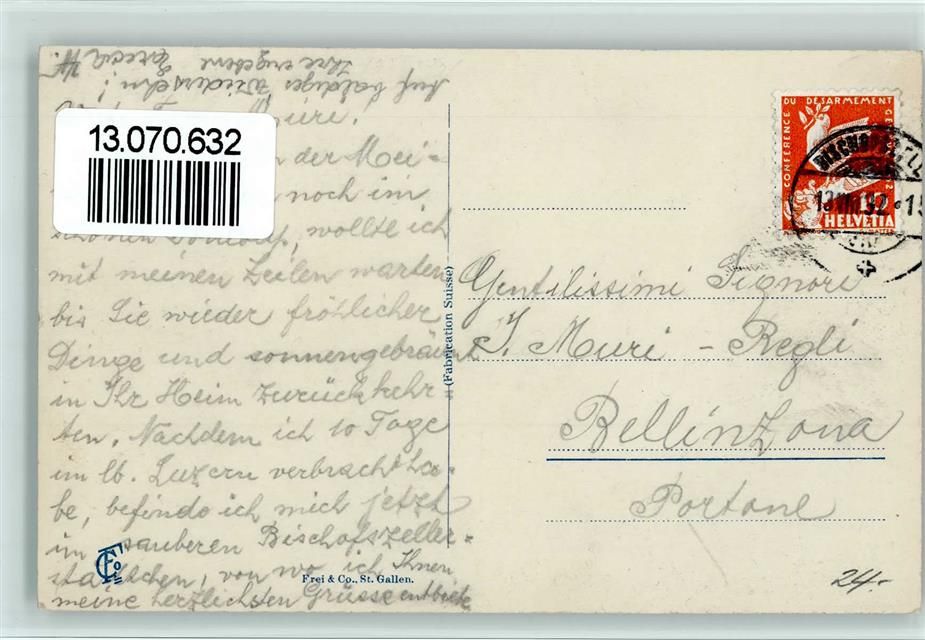 13.070.632
der Mei-
noch im
schönen, wollte ich
mit meinen Zeilen warten
bis Sie wieder fröhlicher
Dinge und sonnengebräunt
in Ihr Heim zurückkehr-
ten. Nachdem ich 10 Tage
im lb. Luzern verbracht ha-
be, befinde ich mich jetzt
im sauberen Bischofszeller-
städtchen, von wo ich Ihnen
meine herzlichsten Grüsse entbiete
Auf baldiges Wiedersehn!
Ihre ergebene
(Fabrication Suisse)
Frei & Co., St. Gallen.
CONFERENCE DU DESARMEMENT
HELVETIA
Gentilissimi Signori
J. Muri - Regli
Bellinzona
Portone
24.-